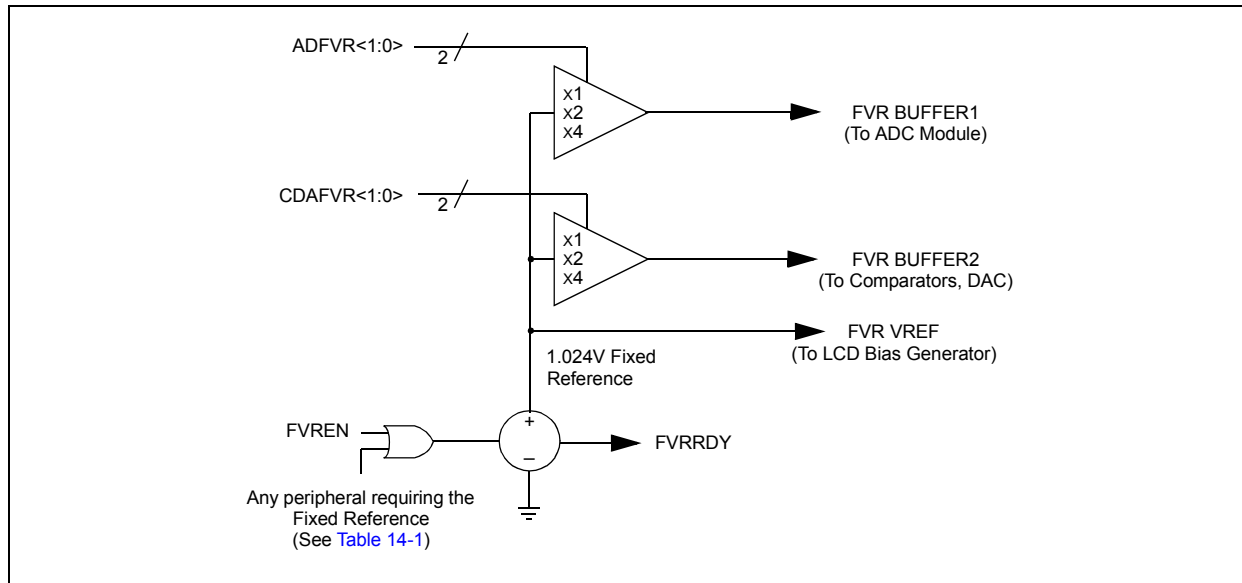 ADFVR<1:0>
2
X1
X2
X4
FVR BUFFER1
(To ADC Module)
CDAFVR<1:0>
2
X1
X2
X4
FVR BUFFER2
(To Comparators, DAC)
FVR VREF
(To LCD Bias Generator)
1.024V Fixed
Reference
+
FVREN
FVRRDY
_
Any peripheral requiring the
Fixed Reference
(See Table 14-1)